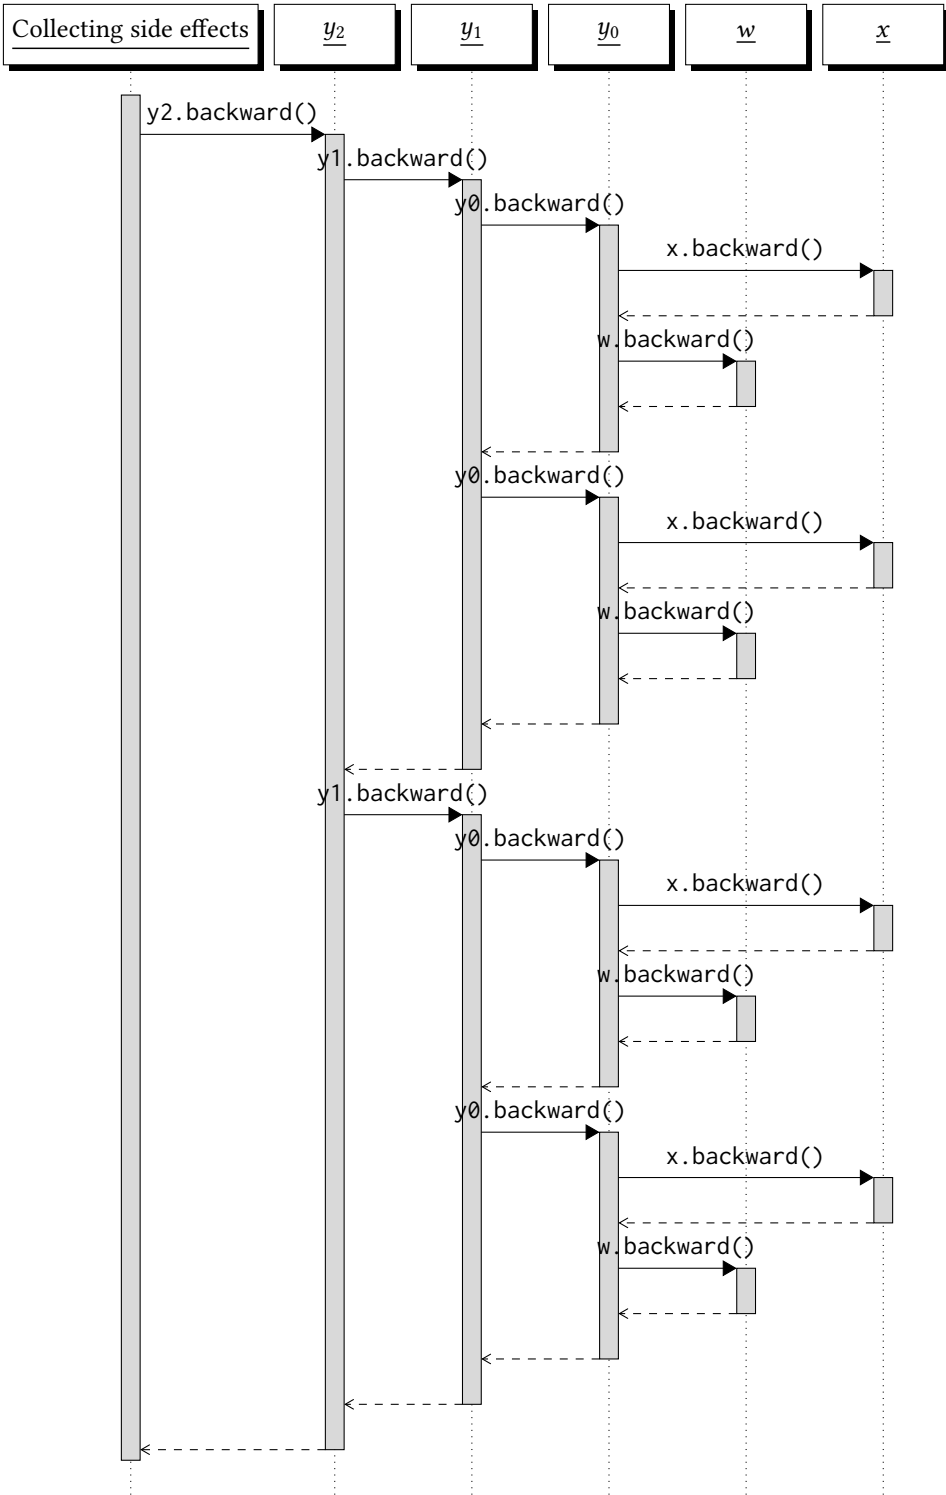 Collecting side effects y₂ y₁ y₀ w x
y2.backward()
y1.backward()
y0.backward()
x.backward()
w.backward()
y0.backward()
x.backward()
w.backward()
y1.backward()
y0.backward()
x.backward()
w.backward()
y0.backward()
x.backward()
w.backward()